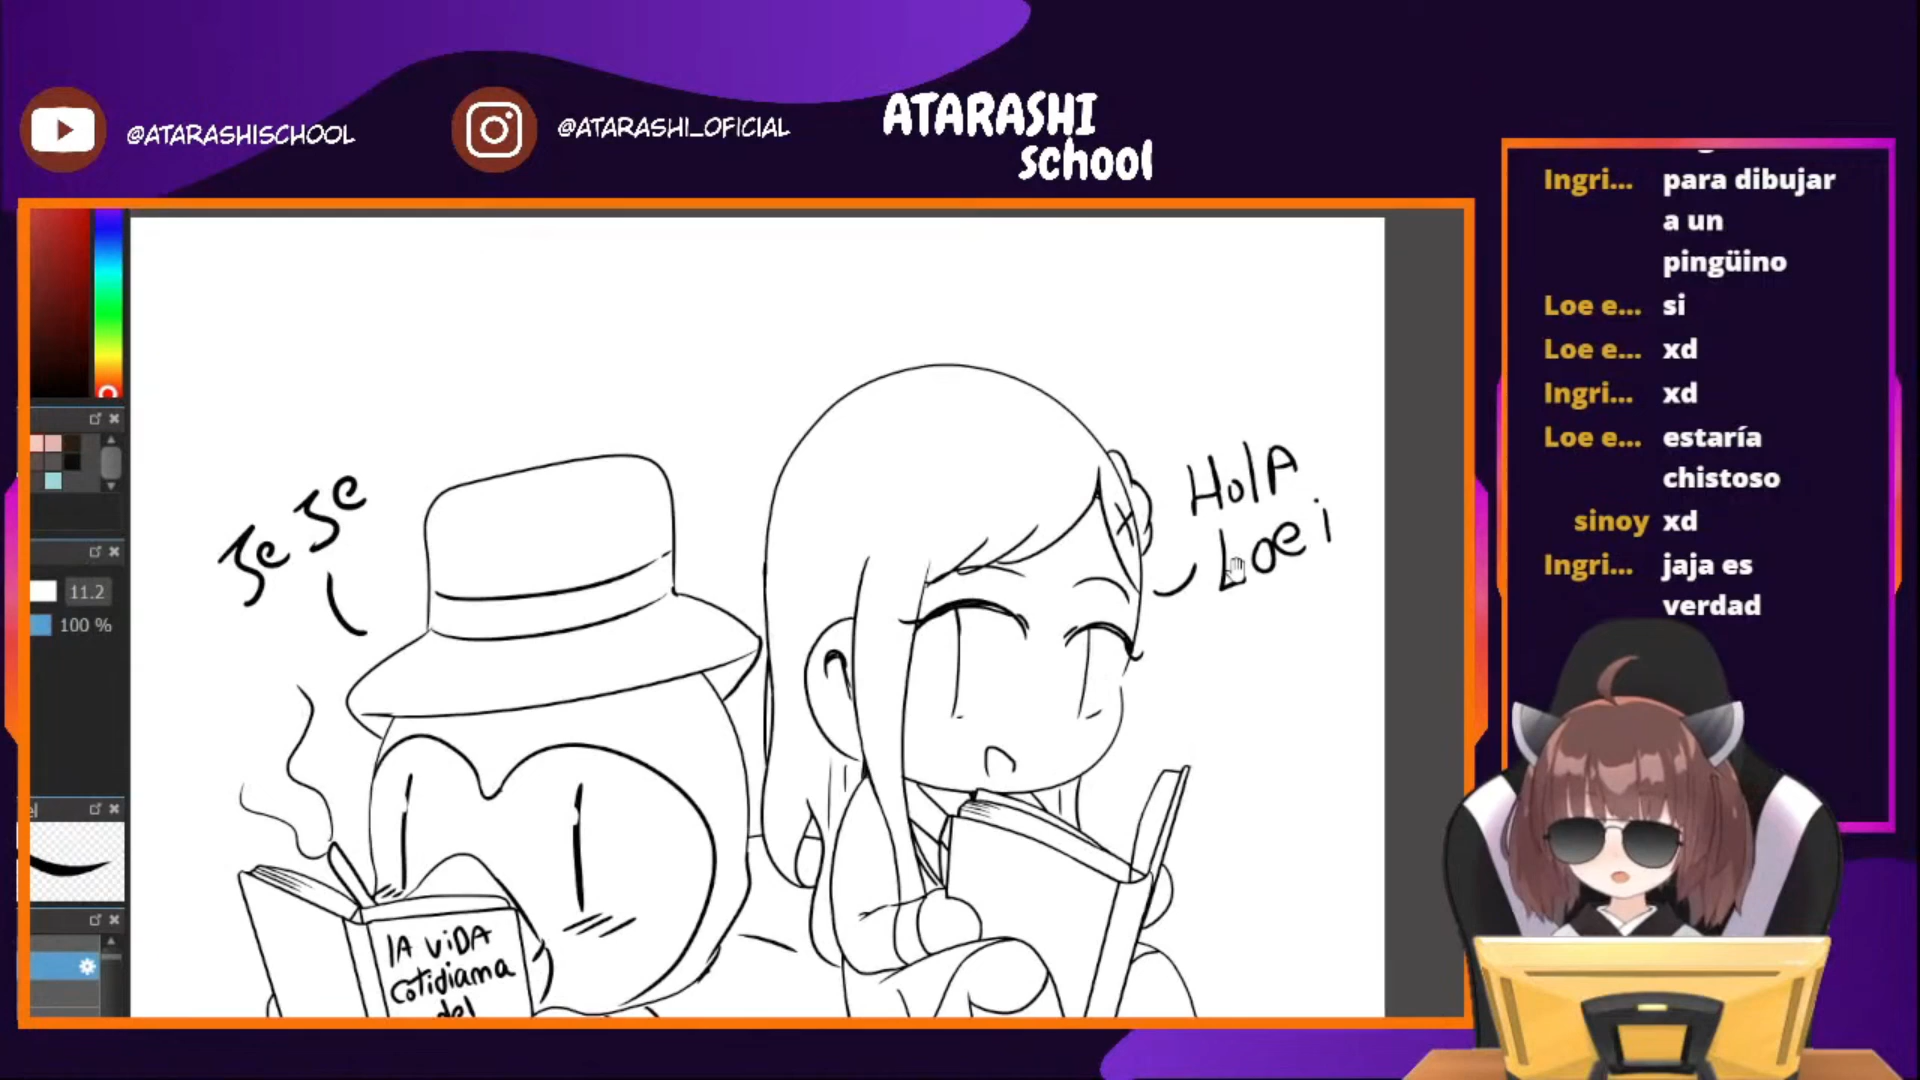 @ATARASHISCHOOL
@ATARASHI_OFICIAL
ATARASHI
school
Ingri... para dibujar
a un
pingüino
Loe e... si
Loe e... xd
Ingri... xd
Loe e... estaría
chistoso
sinoy xd
Ingri... jaja es
verdad
Je Je
HolA
Loe i
11.2
100 %
lA viDA
cotidiama
del